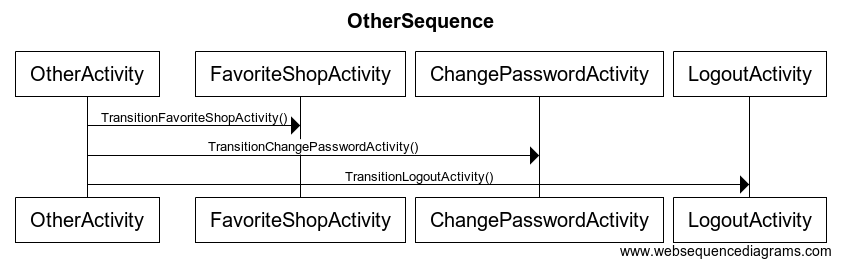 OtherSequence
OtherActivity
FavoriteShopActivity
ChangePasswordActivity
LogoutActivity
TransitionFavoriteShopActivity()
TransitionChangePasswordActivity()
TransitionLogoutActivity()
OtherActivity
FavoriteShopActivity
ChangePasswordActivity
LogoutActivity
www.websequencediagrams.com